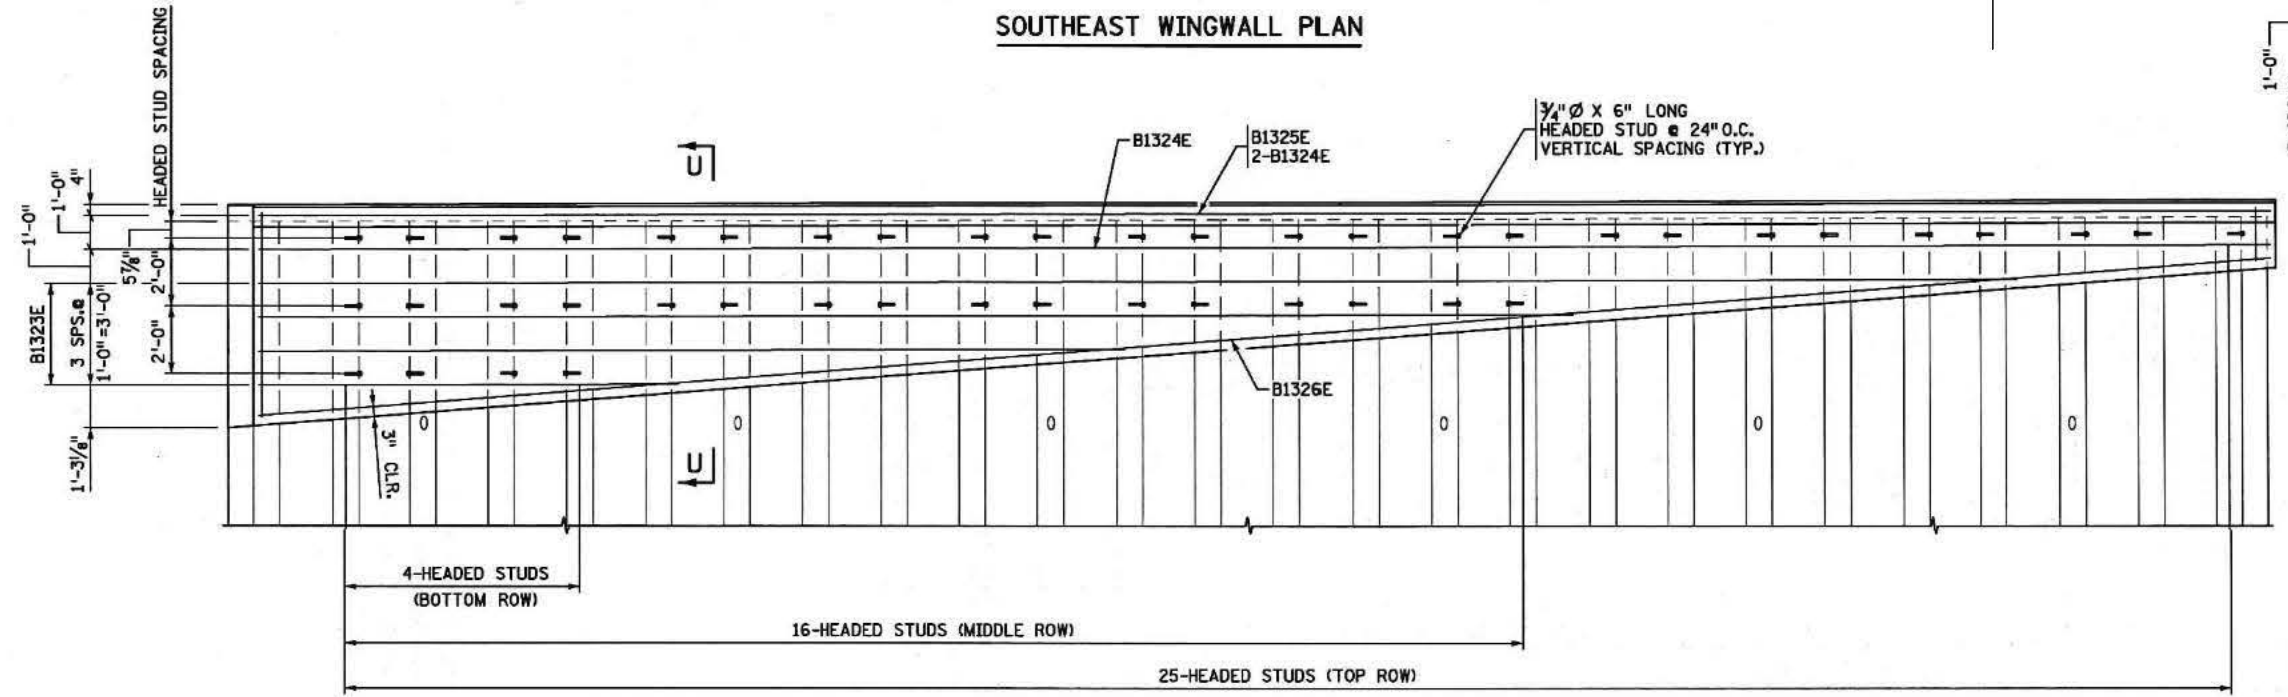 SOUTHEAST WINGWALL PLAN
HEADED STUD SPACING
1'-0"
4"
1'-0"
1'-0"
5⅞"
2'-0"
2'-0"
B1323E
3 SPS.@
1'-0"=3'-0"
1'-3⅛"
U
B1324E
B1325E
2-B1324E
¾"Ø X 6" LONG
HEADED STUD @ 24" O.C.
VERTICAL SPACING (TYP.)
B1326E
3" CLR.
U
4-HEADED STUDS
(BOTTOM ROW)
16-HEADED STUDS (MIDDLE ROW)
25-HEADED STUDS (TOP ROW)